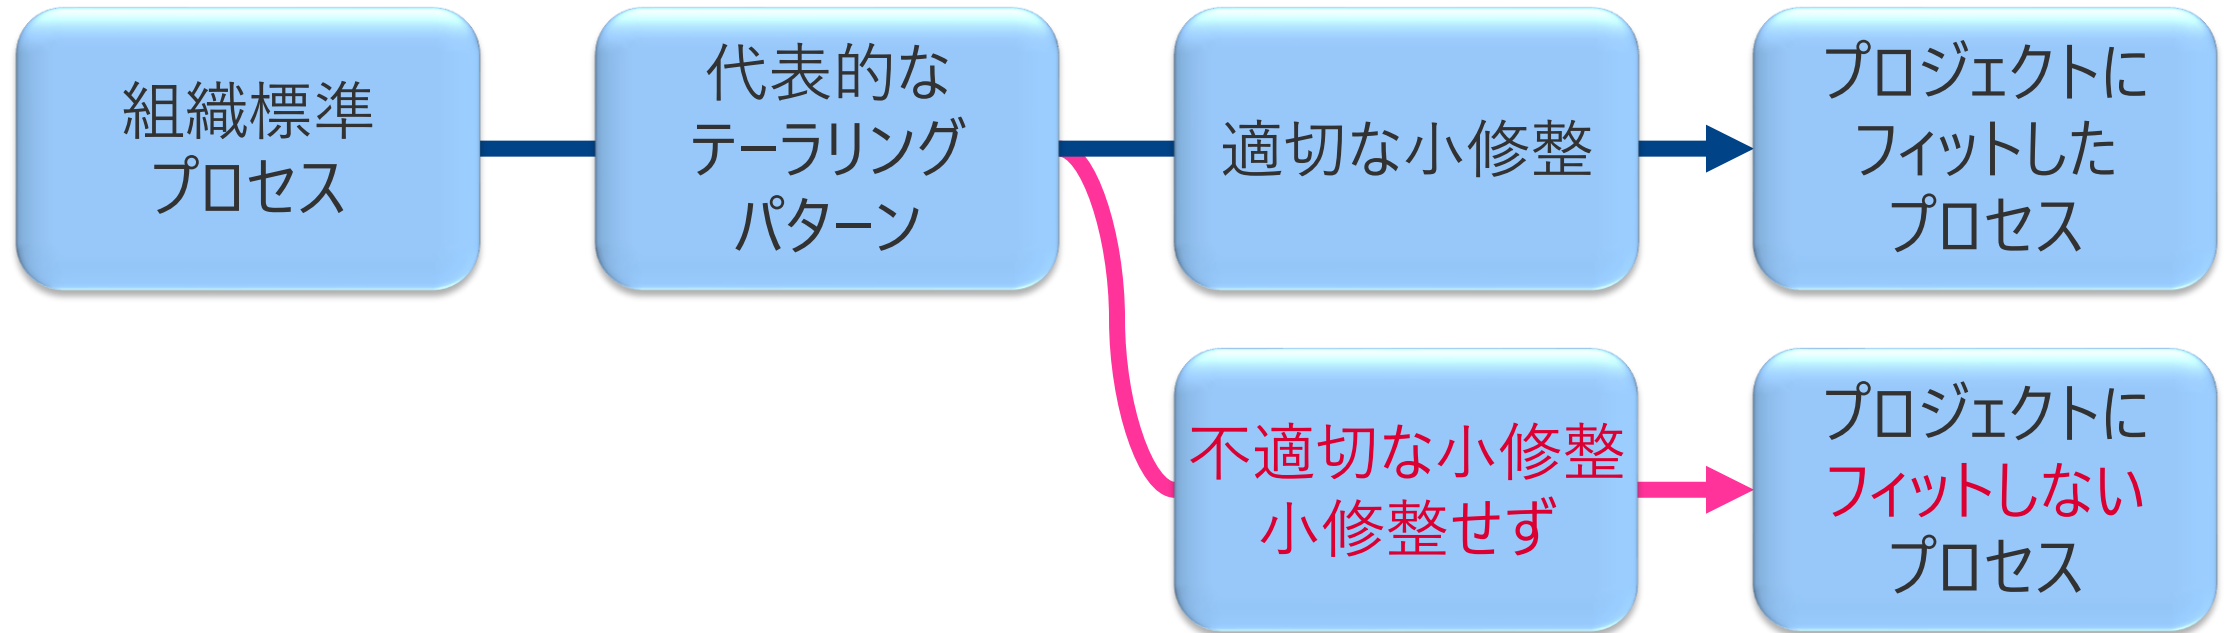 組織標準
プロセス
代表的な
テーラリング
パターン
適切な小修整
プロジェクトに
フィットした
プロセス
不適切な小修整
小修整せず
プロジェクトに
フィットしない
プロセス